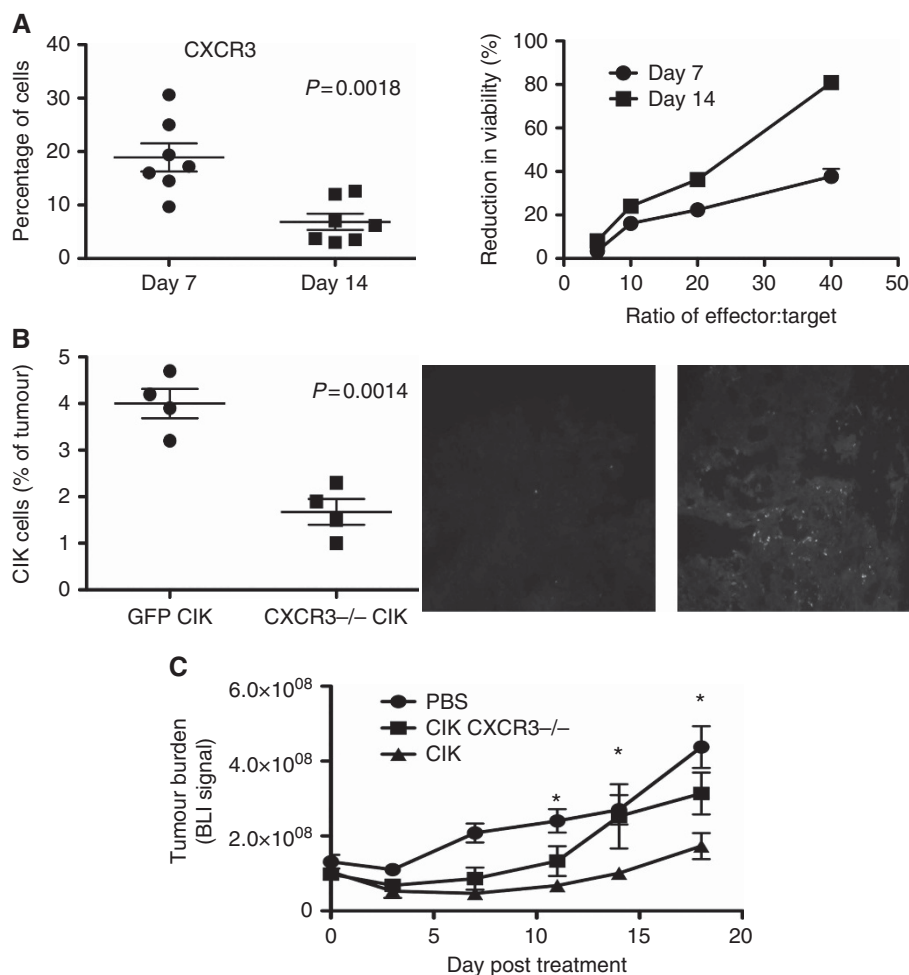 A
CXCR3
P=0.0018
Percentage of cells
40
30
20
10
0
Day 7
Day 14
Reduction in viability (%)
100
80
60
40
20
0
Day 7
Day 14
0
10
20
30
40
50
Ratio of effector:target
B
CIK cells (% of tumour)
5
4
3
2
1
0
P=0.0014
GFP CIK
CXCR3–/– CIK
C
Tumour burden
(BLI signal)
6.0×10⁰⁸
4.0×10⁰⁸
2.0×10⁰⁸
0
PBS
CIK CXCR3–/–
CIK
*
*
*
0
5
10
15
20
Day post treatment